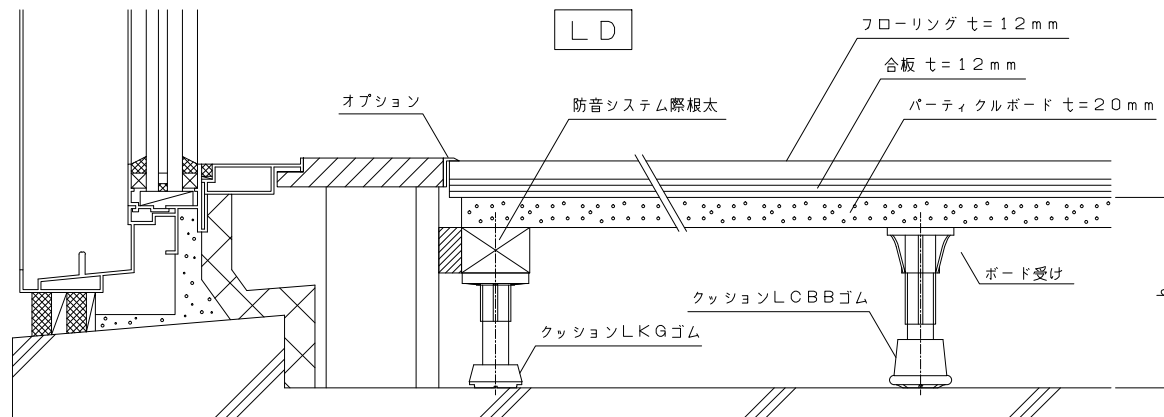 LD
フローリング t=12mm
合板 t=12mm
パーティクルボード t=20mm
オプション
防音システム際根太
ボード受け
クッションLCBBゴム
クッションLKGゴム